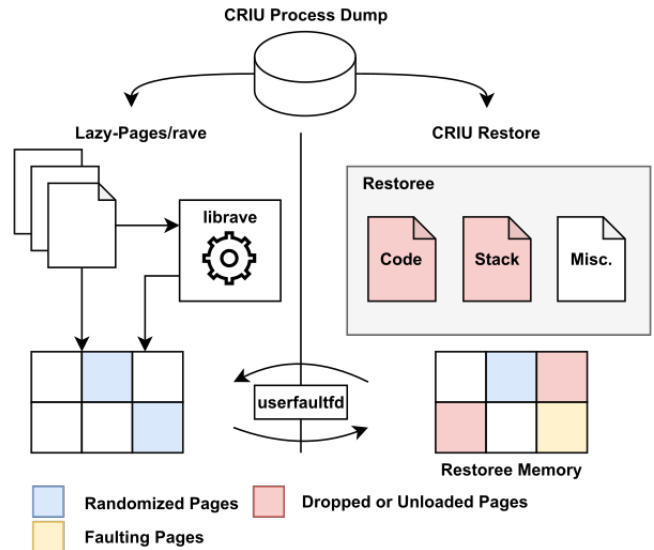 CRIU Process Dump
Lazy-Pages/rave
CRIU Restore
Restoree
librave
Code
Stack
Misc.
userfaultfd
Restoree Memory
Randomized Pages
Dropped or Unloaded Pages
Faulting Pages